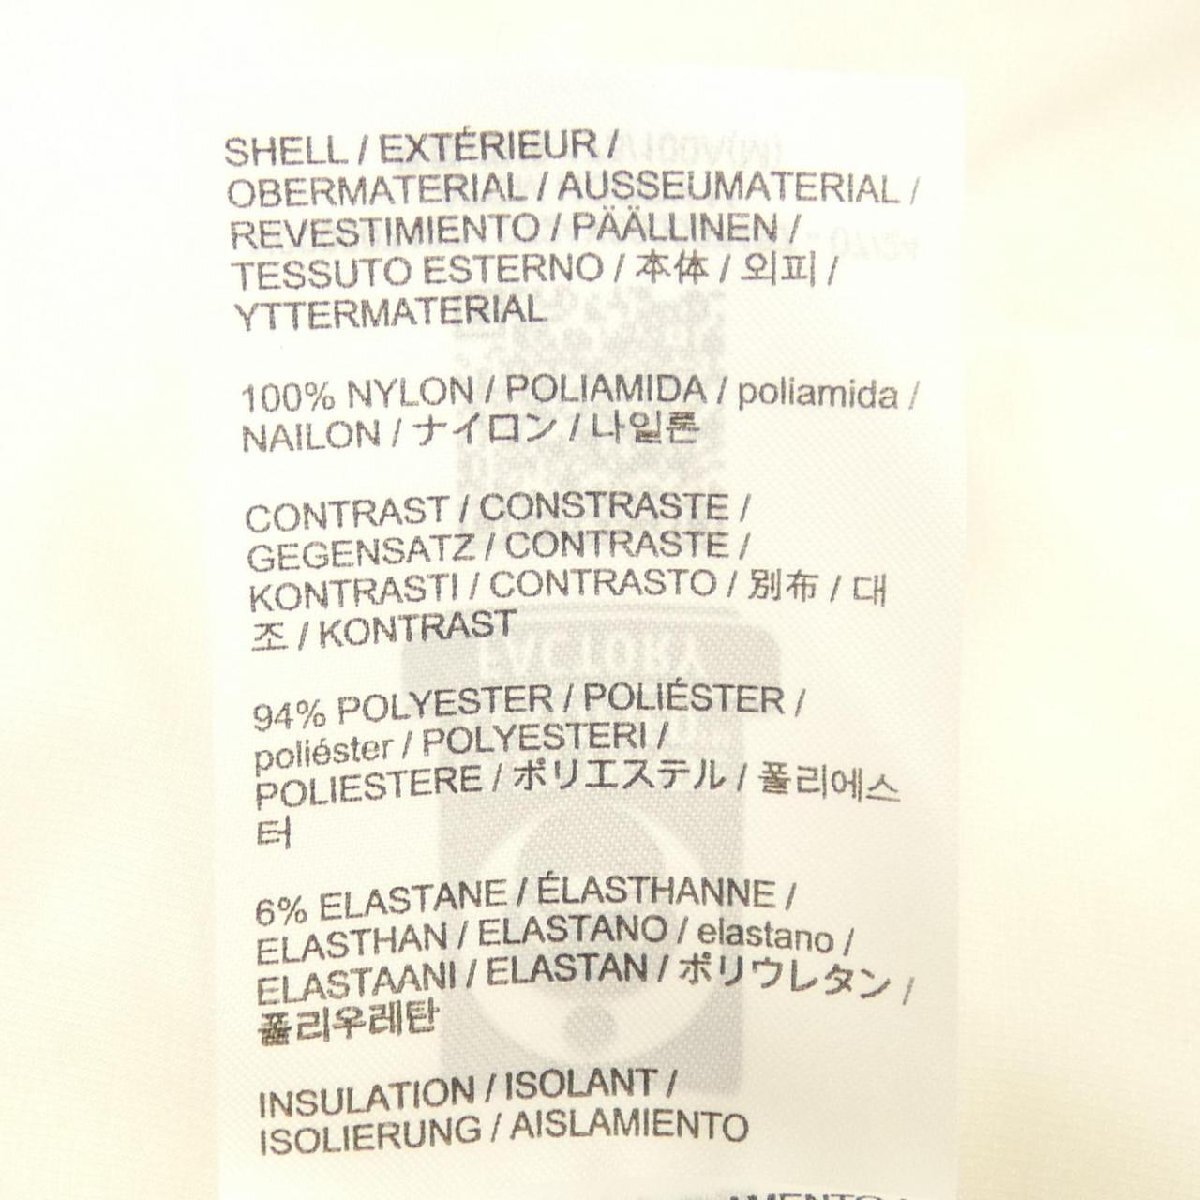 SHELL / EXTÉRIEUR /
OBERMATERIAL / AUSSEUMATERIAL /
REVESTIMIENTO / PÄÄLLINEN /
TESSUTO ESTERNO / 本体 / 외피 /
YTTERMATERIAL
100% NYLON / POLIAMIDA / poliamida /
NAILON / ナイロン / 나일론
CONTRAST / CONSTRASTE /
GEGENSATZ / CONTRASTE /
KONTRASTI / CONTRASTO / 別布 / 대
조 / KONTRAST
94% POLYESTER / POLIÉSTER /
poliéster / POLYESTERI /
POLIESTERE / ポリエステル / 폴리에스
터
6% ELASTANE / ÉLASTHANNE /
ELASTHAN / ELASTANO / elastano /
ELASTAANI / ELASTAN / ポリウレタン /
폴리우레탄
INSULATION / ISOLANT /
ISOLIERUNG / AISLAMIENTO